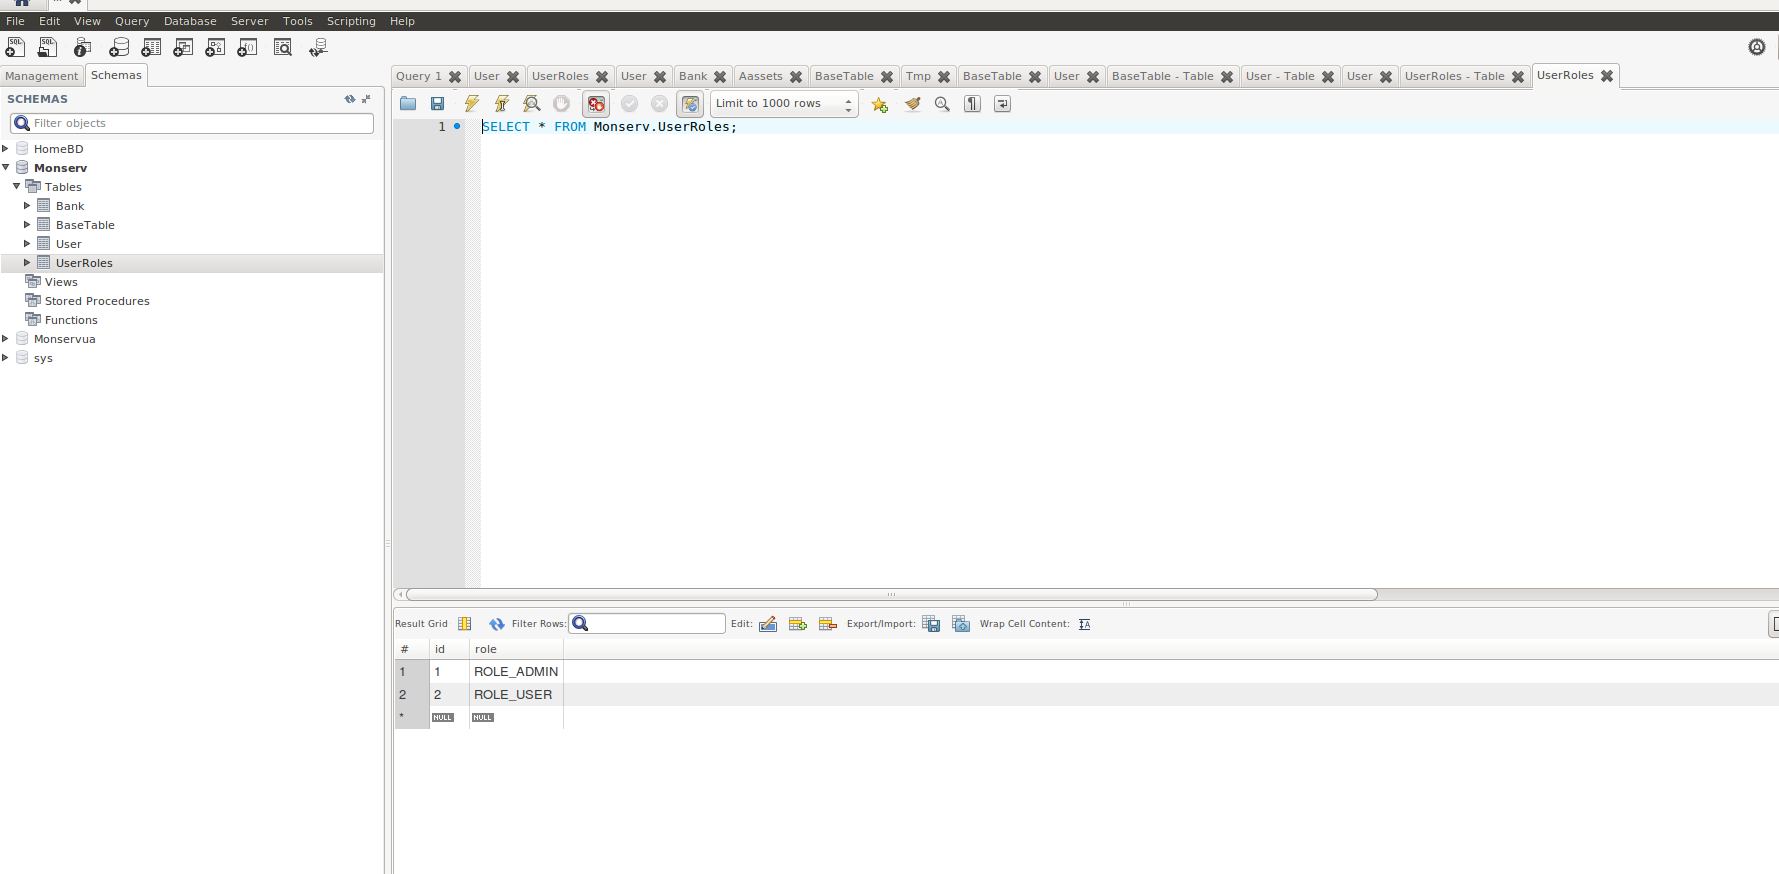 File Edit View Query Database Server Tools Scripting Help
Management Schemas
Query 1 User UserRoles User Bank Aassets BaseTable Tmp BaseTable User BaseTable - Table User - Table User UserRoles - Table UserRoles
SCHEMAS
Filter objects
HomeBD
Monserv
Tables
Bank
BaseTable
User
UserRoles
Views
Stored Procedures
Functions
Monservua
sys
Limit to 1000 rows
1 SELECT * FROM Monserv.UserRoles;
Result Grid Filter Rows: Edit: Export/Import: Wrap Cell Content:
# id role
1 1 ROLE_ADMIN
2 2 ROLE_USER
* NULL NULL